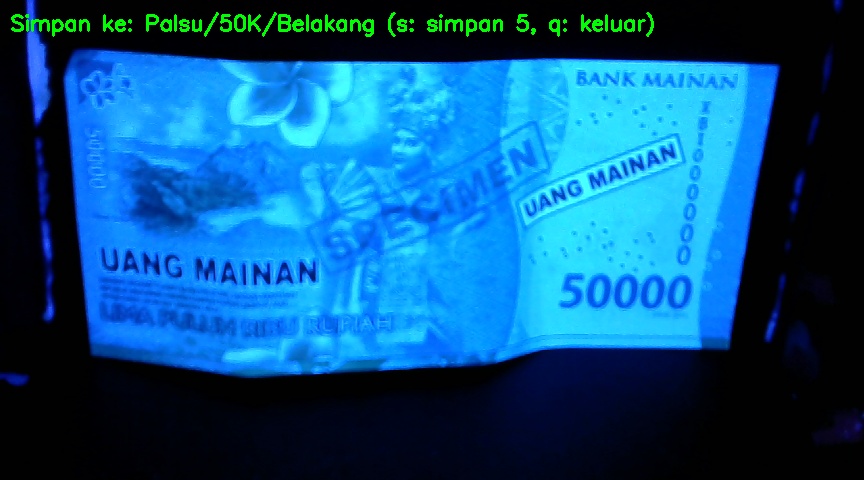 Simpan ke: Palsu/50K/Belakang (s: simpan 5, q: keluar)
BANK MAINAN
50000
SPECIMEN
UANG MAINAN
UANG MAINAN
50000
LIMA PULUH RIBU RUPIAH